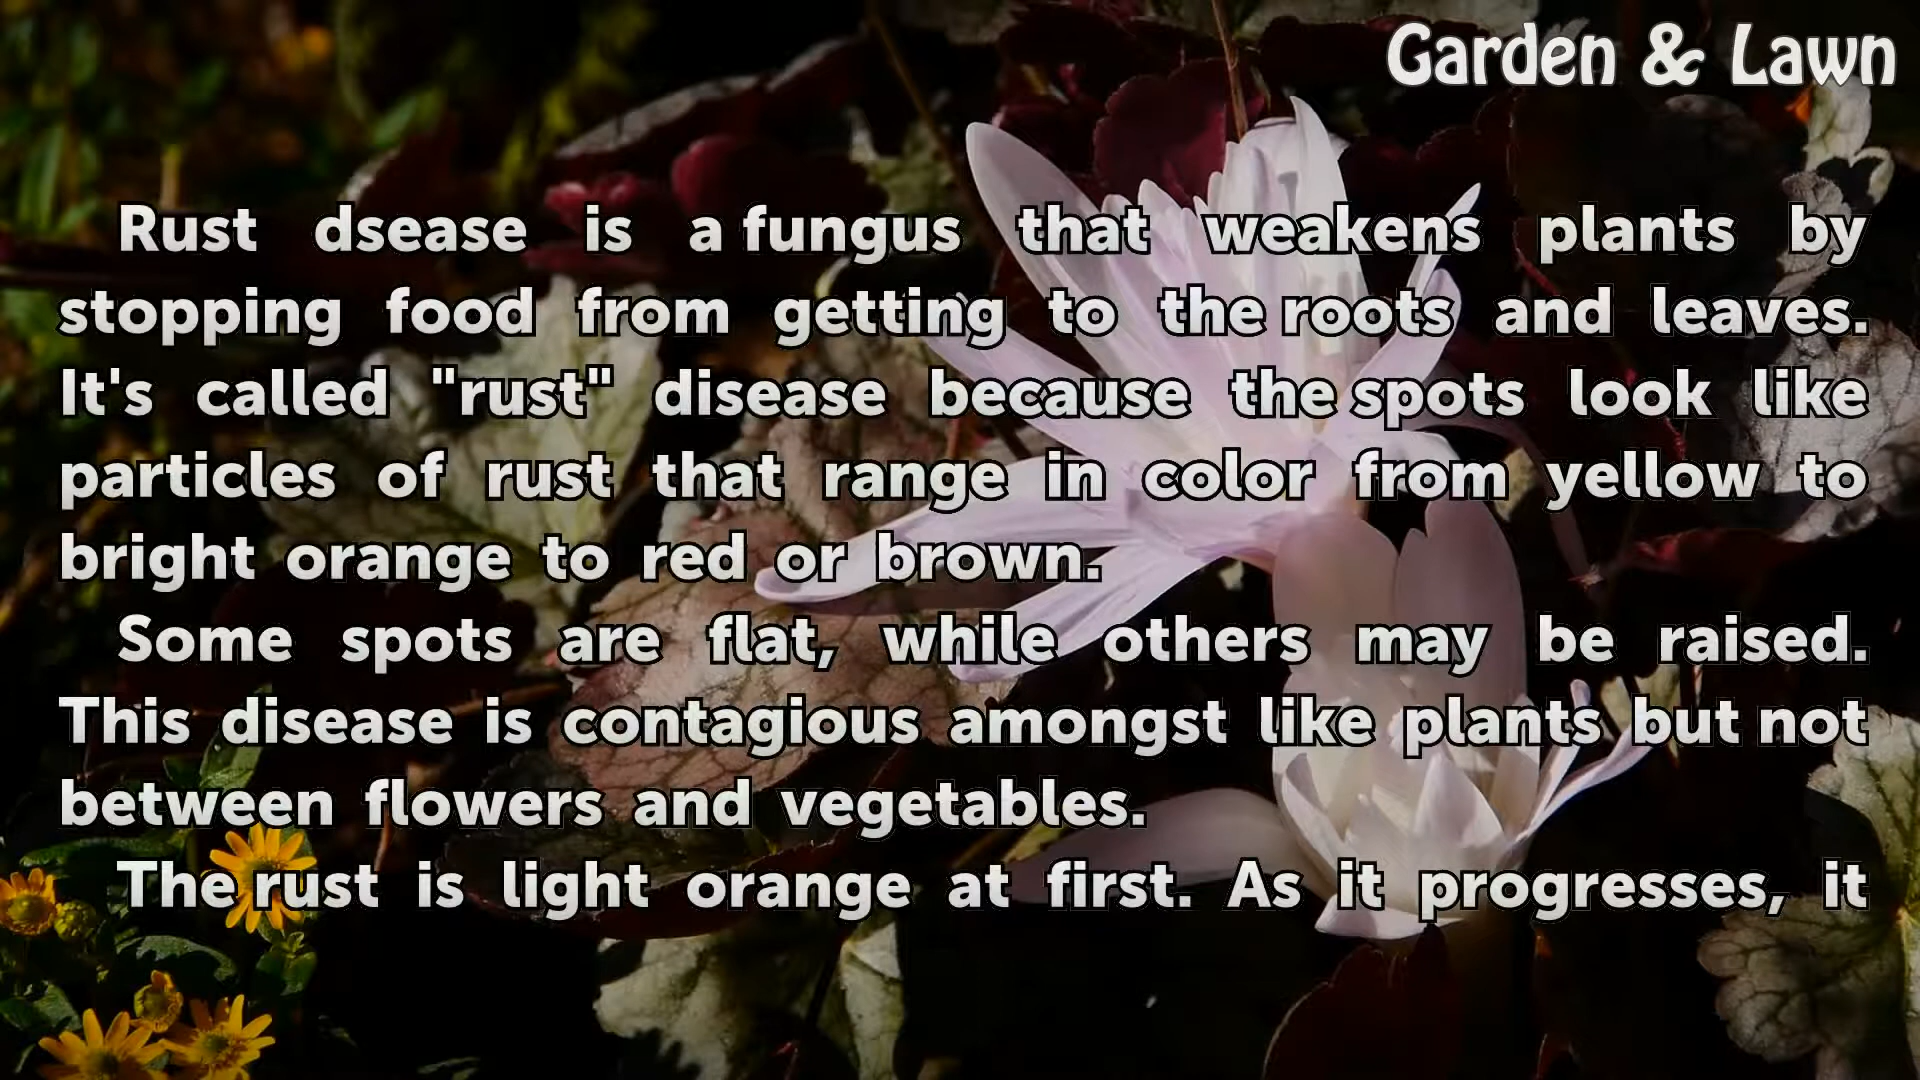 Garden & Lawn
Rust dsease is a fungus that weakens plants by
stopping food from getting to the roots and leaves.
It's called "rust" disease because the spots look like
particles of rust that range in color from yellow to
bright orange to red or brown.
Some spots are flat, while others may be raised.
This disease is contagious amongst like plants but not
between flowers and vegetables.
The rust is light orange at first. As it progresses, it